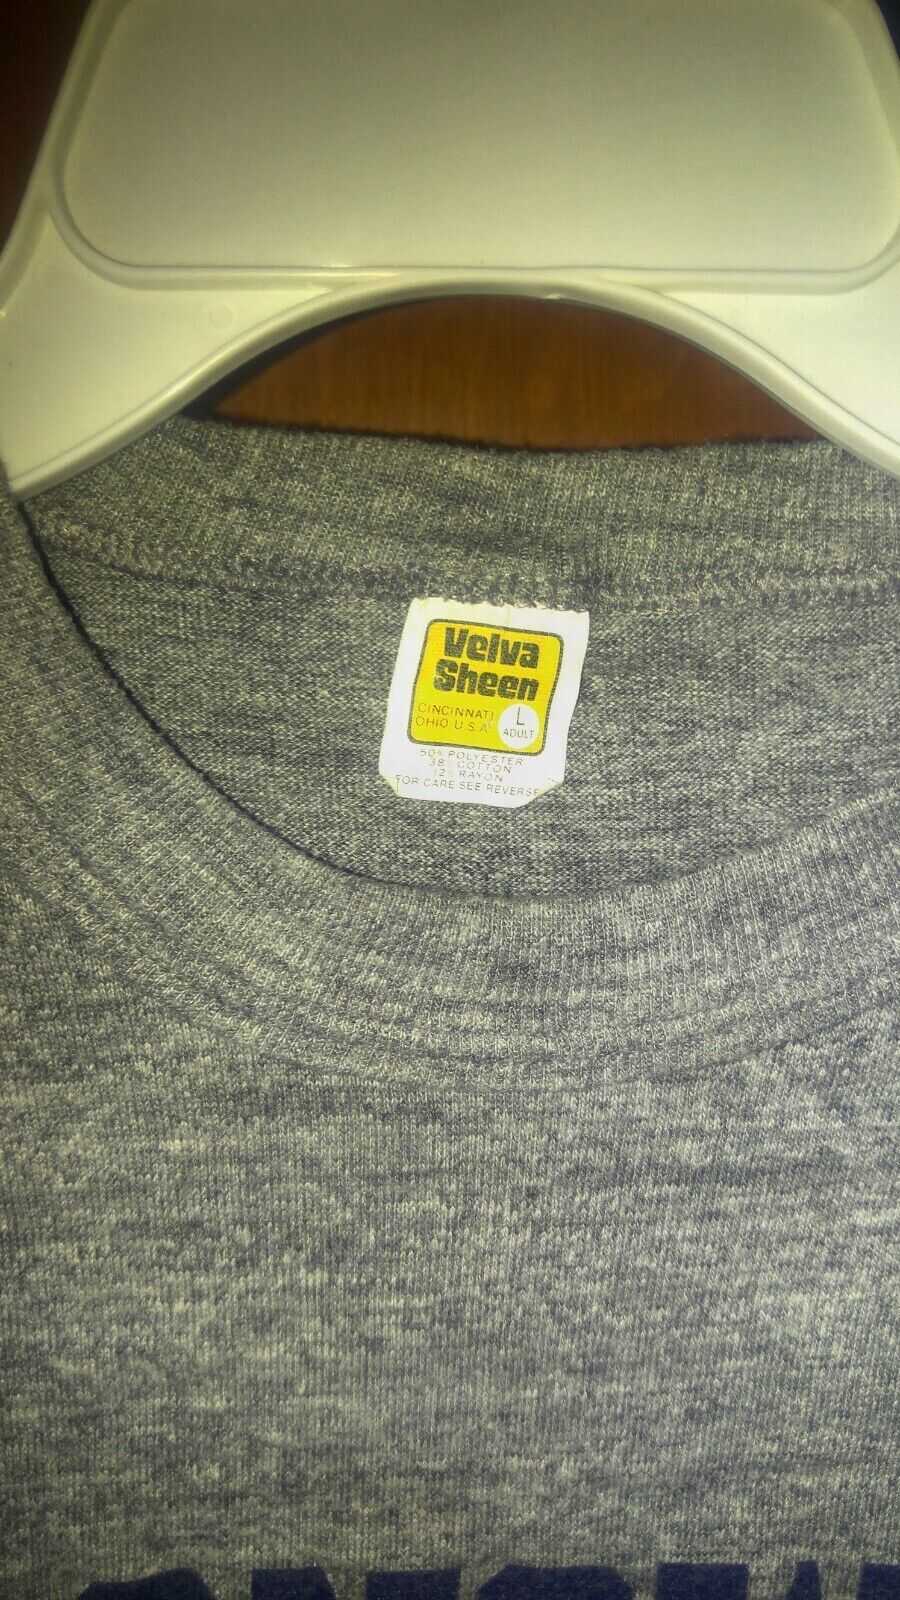 Velva
Sheen
CINCINNATI
OHIO, U.S.A.
L
ADULT
50% POLYESTER
38% COTTON
12% RAYON
FOR CARE SEE REVERSE